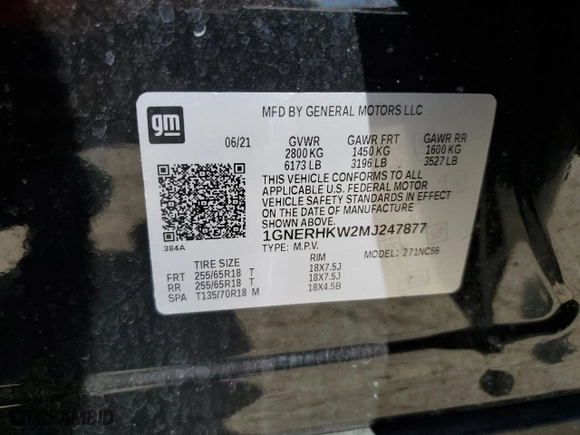 gm
MFD BY GENERAL MOTORS LLC
06/21 GVWR GAWR FRT GAWR RR
2800 KG 1450 KG 1600 KG
6173 LB 3196 LB 3527 LB
THIS VEHICLE CONFORMS TO ALL
APPLICABLE U.S. FEDERAL MOTOR
VEHICLE SAFETY STANDARDS IN EFFECT
ON THE DATE OF MANUFACTURE
SHOWN ABOVE.
1GNERHKW2MJ247877
TYPE: M.P.V. MODEL: 271NC56
384A
TIRE SIZE RIM
FRT 255/65R18 T 18X7.5J
RR 255/65R18 T 18X7.5J
SPA T135/70R18 M 18X4.5B